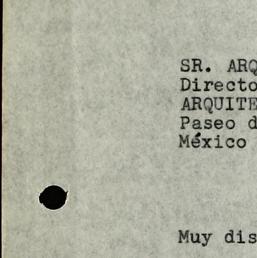 SR. ARQ
Directo
ARQUITE
Paseo d
México
Muy dis